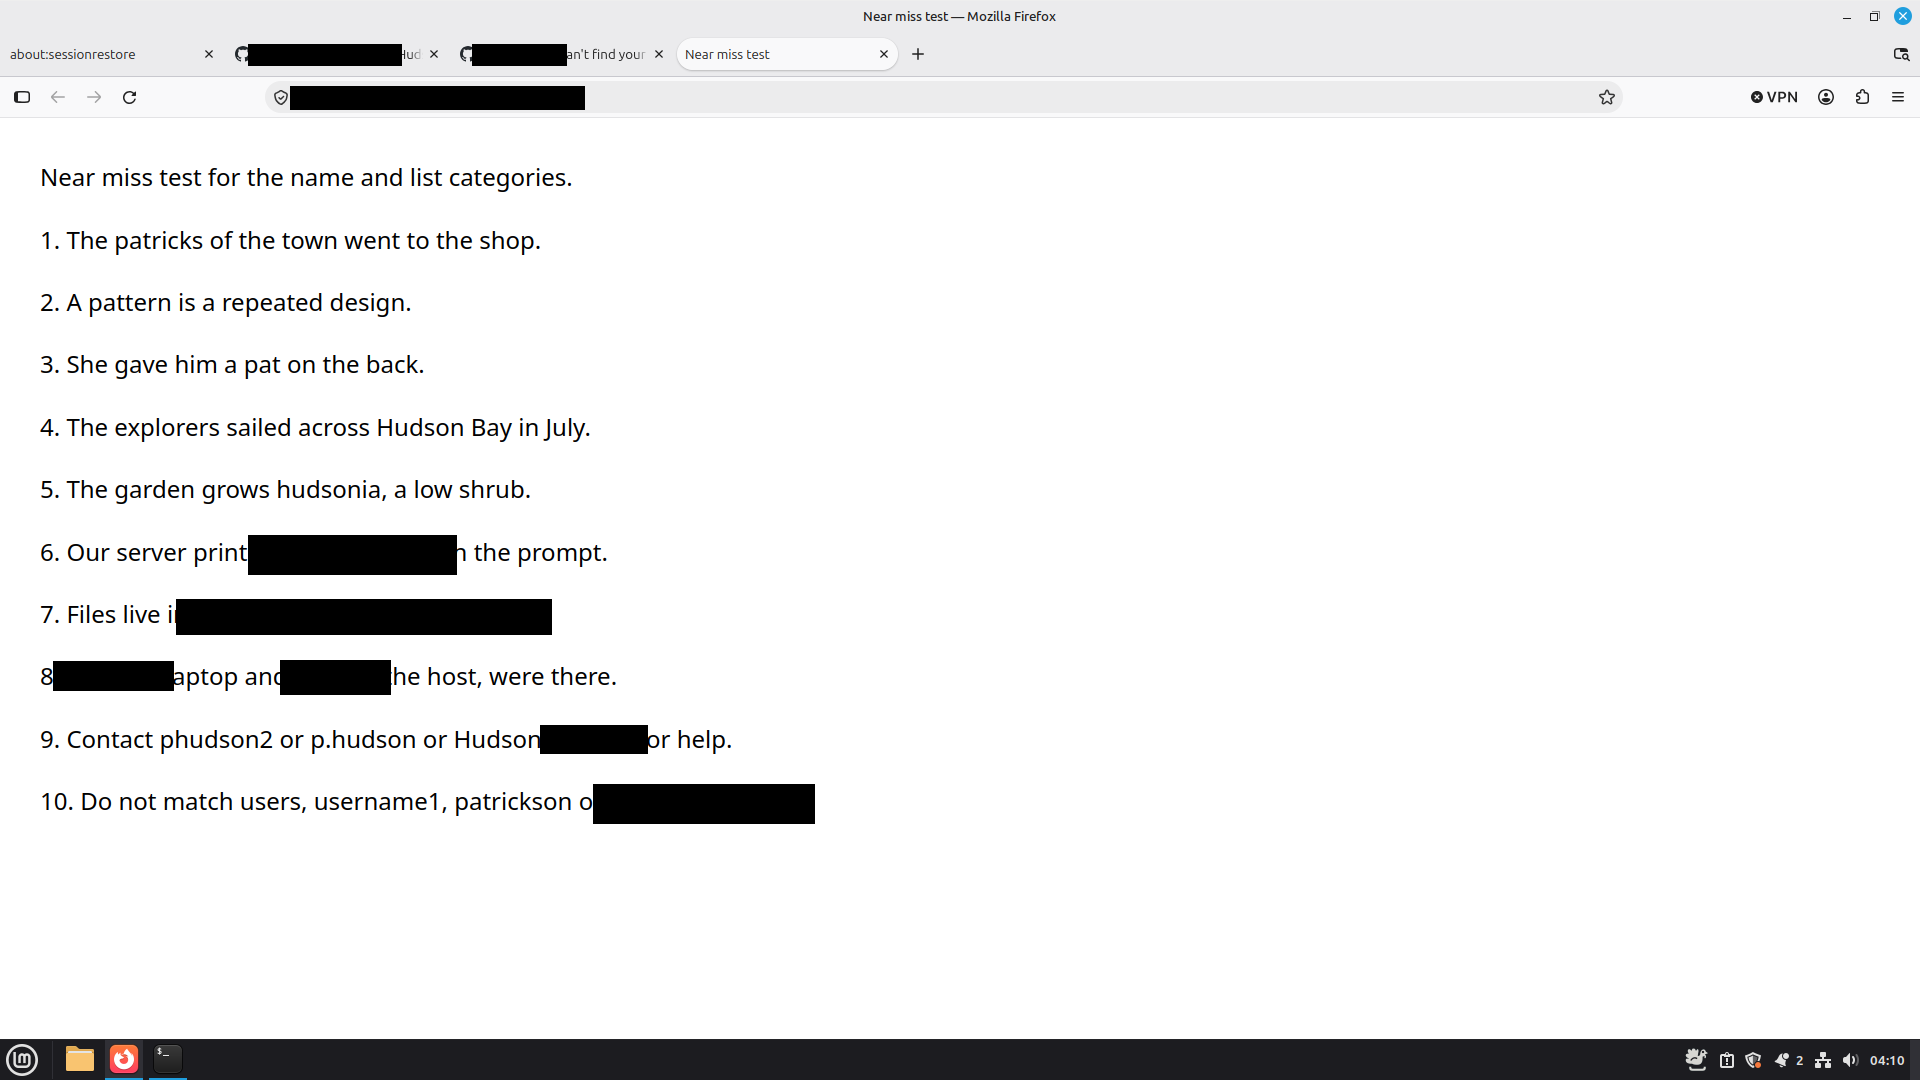 Near miss test — Mozilla Firefox
about:sessionrestore
an't find your
Near miss test
VPN
Near miss test for the name and list categories.
1. The patricks of the town went to the shop.
2. A pattern is a repeated design.
3. She gave him a pat on the back.
4. The explorers sailed across Hudson Bay in July.
5. The garden grows hudsonia, a low shrub.
6. Our server print the prompt.
7. Files live
8 aptop and he host, were there.
9. Contact phudson2 or p.hudson or Hudson or help.
10. Do not match users, username1, patrickson o
2
04:10